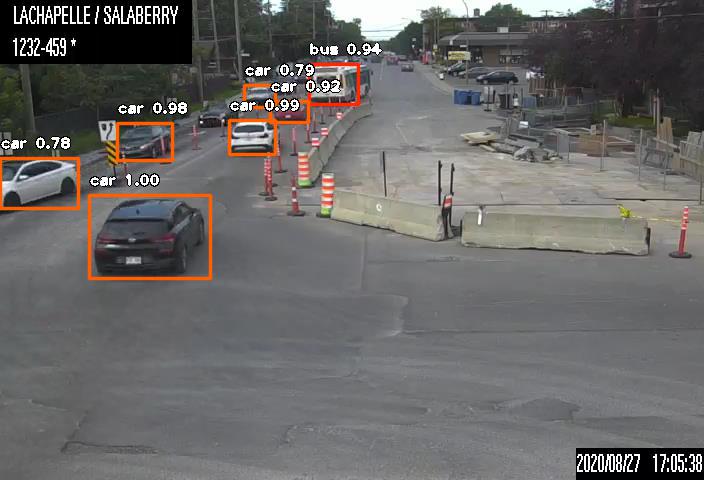 LACHAPELLE / SALABERRY
1232-459 *
bus 0.94
car 0.79
car 0.92
car 0.99
car 0.98
car 0.78
car 1.00
2020/08/27 17:05:38